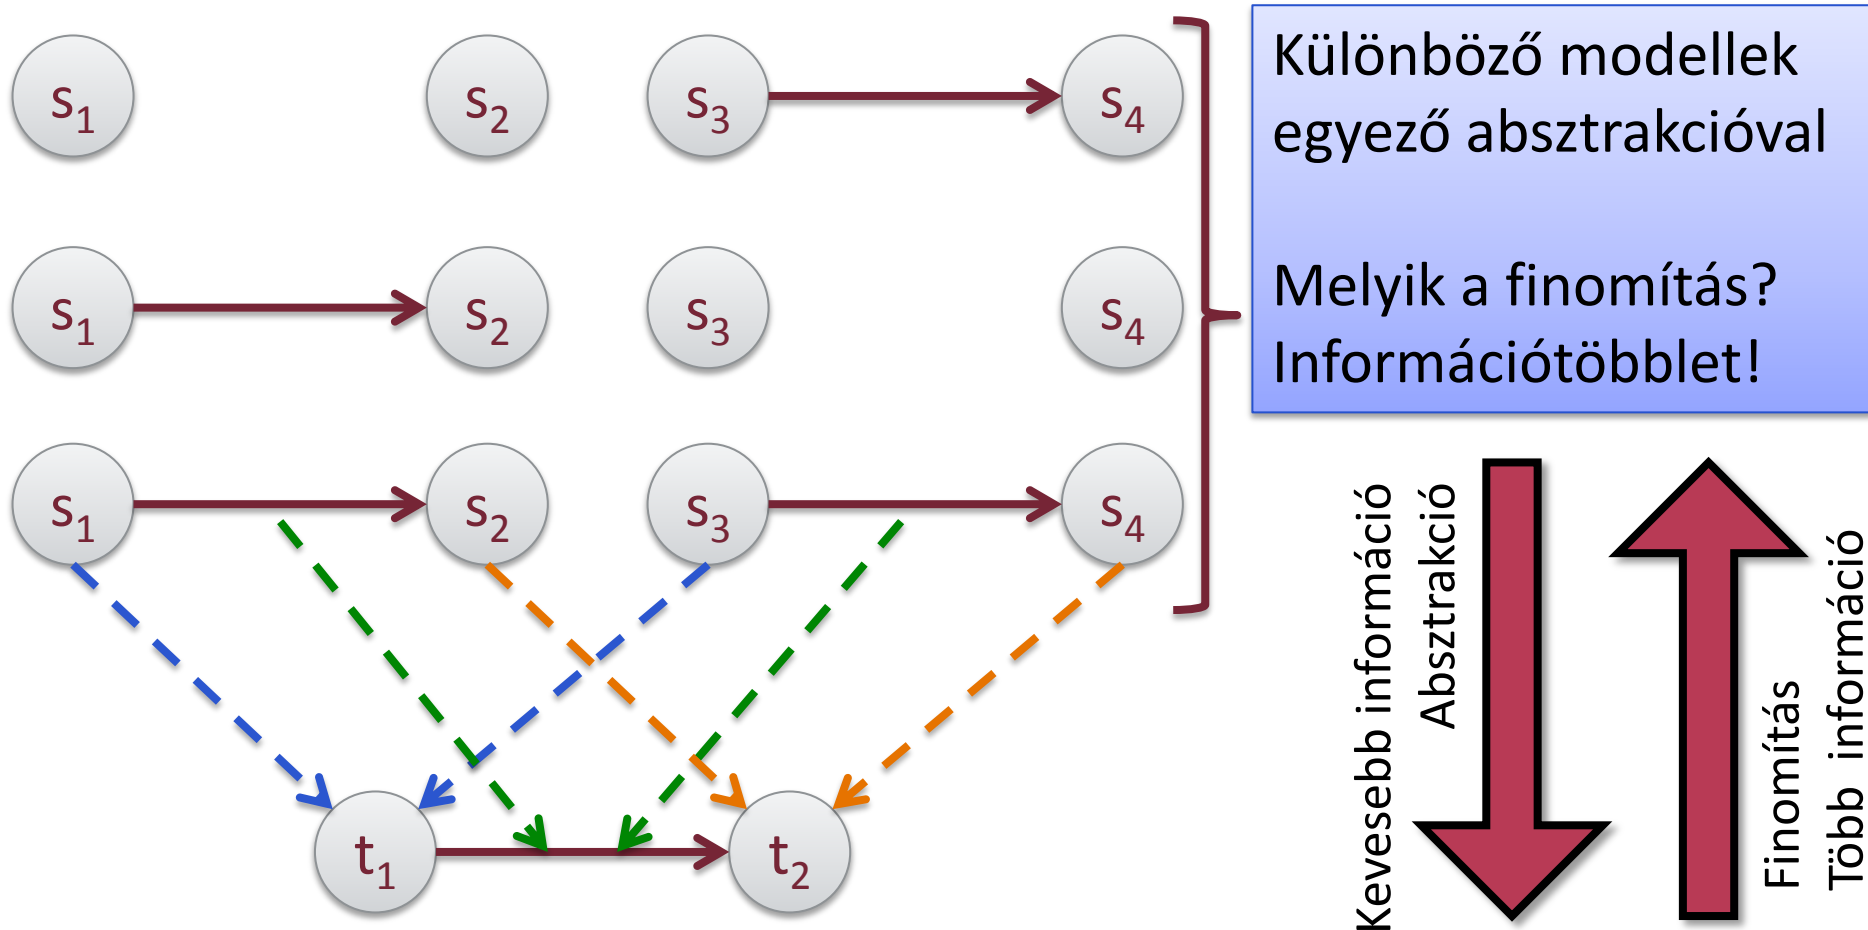 s₁ s₂ s₃ s₄
Különböző modellek
egyező absztrakcióval
Melyik a finomítás?
Információtöbblet!
s₁ s₂ s₃ s₄
s₁ s₂ s₃ s₄
t₁ t₂
Kevesebb információ
Absztrakció
Finomítás
Több információ